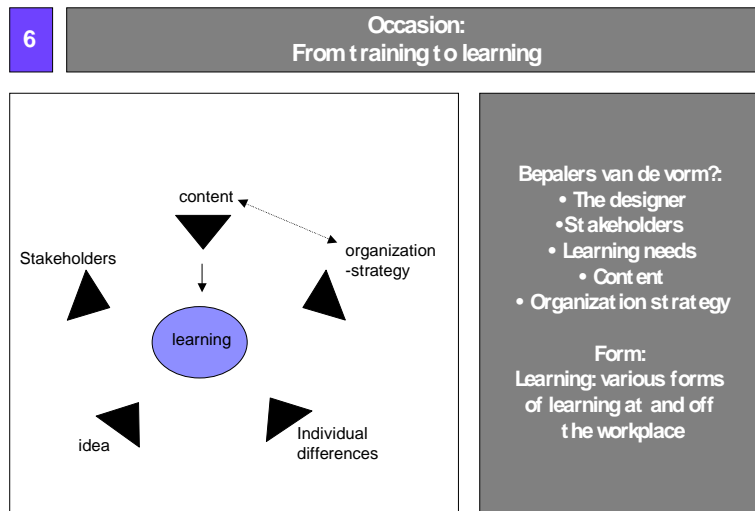 6
Occasion:
From training to learning
content
organization
-strategy
Stakeholders
learning
idea
Individual
differences
Bepalers van de vorm?:
• The designer
•Stakeholders
• Learning needs
• Content
• Organization strategy
Form:
Learning: various forms
of learning at and off
the workplace